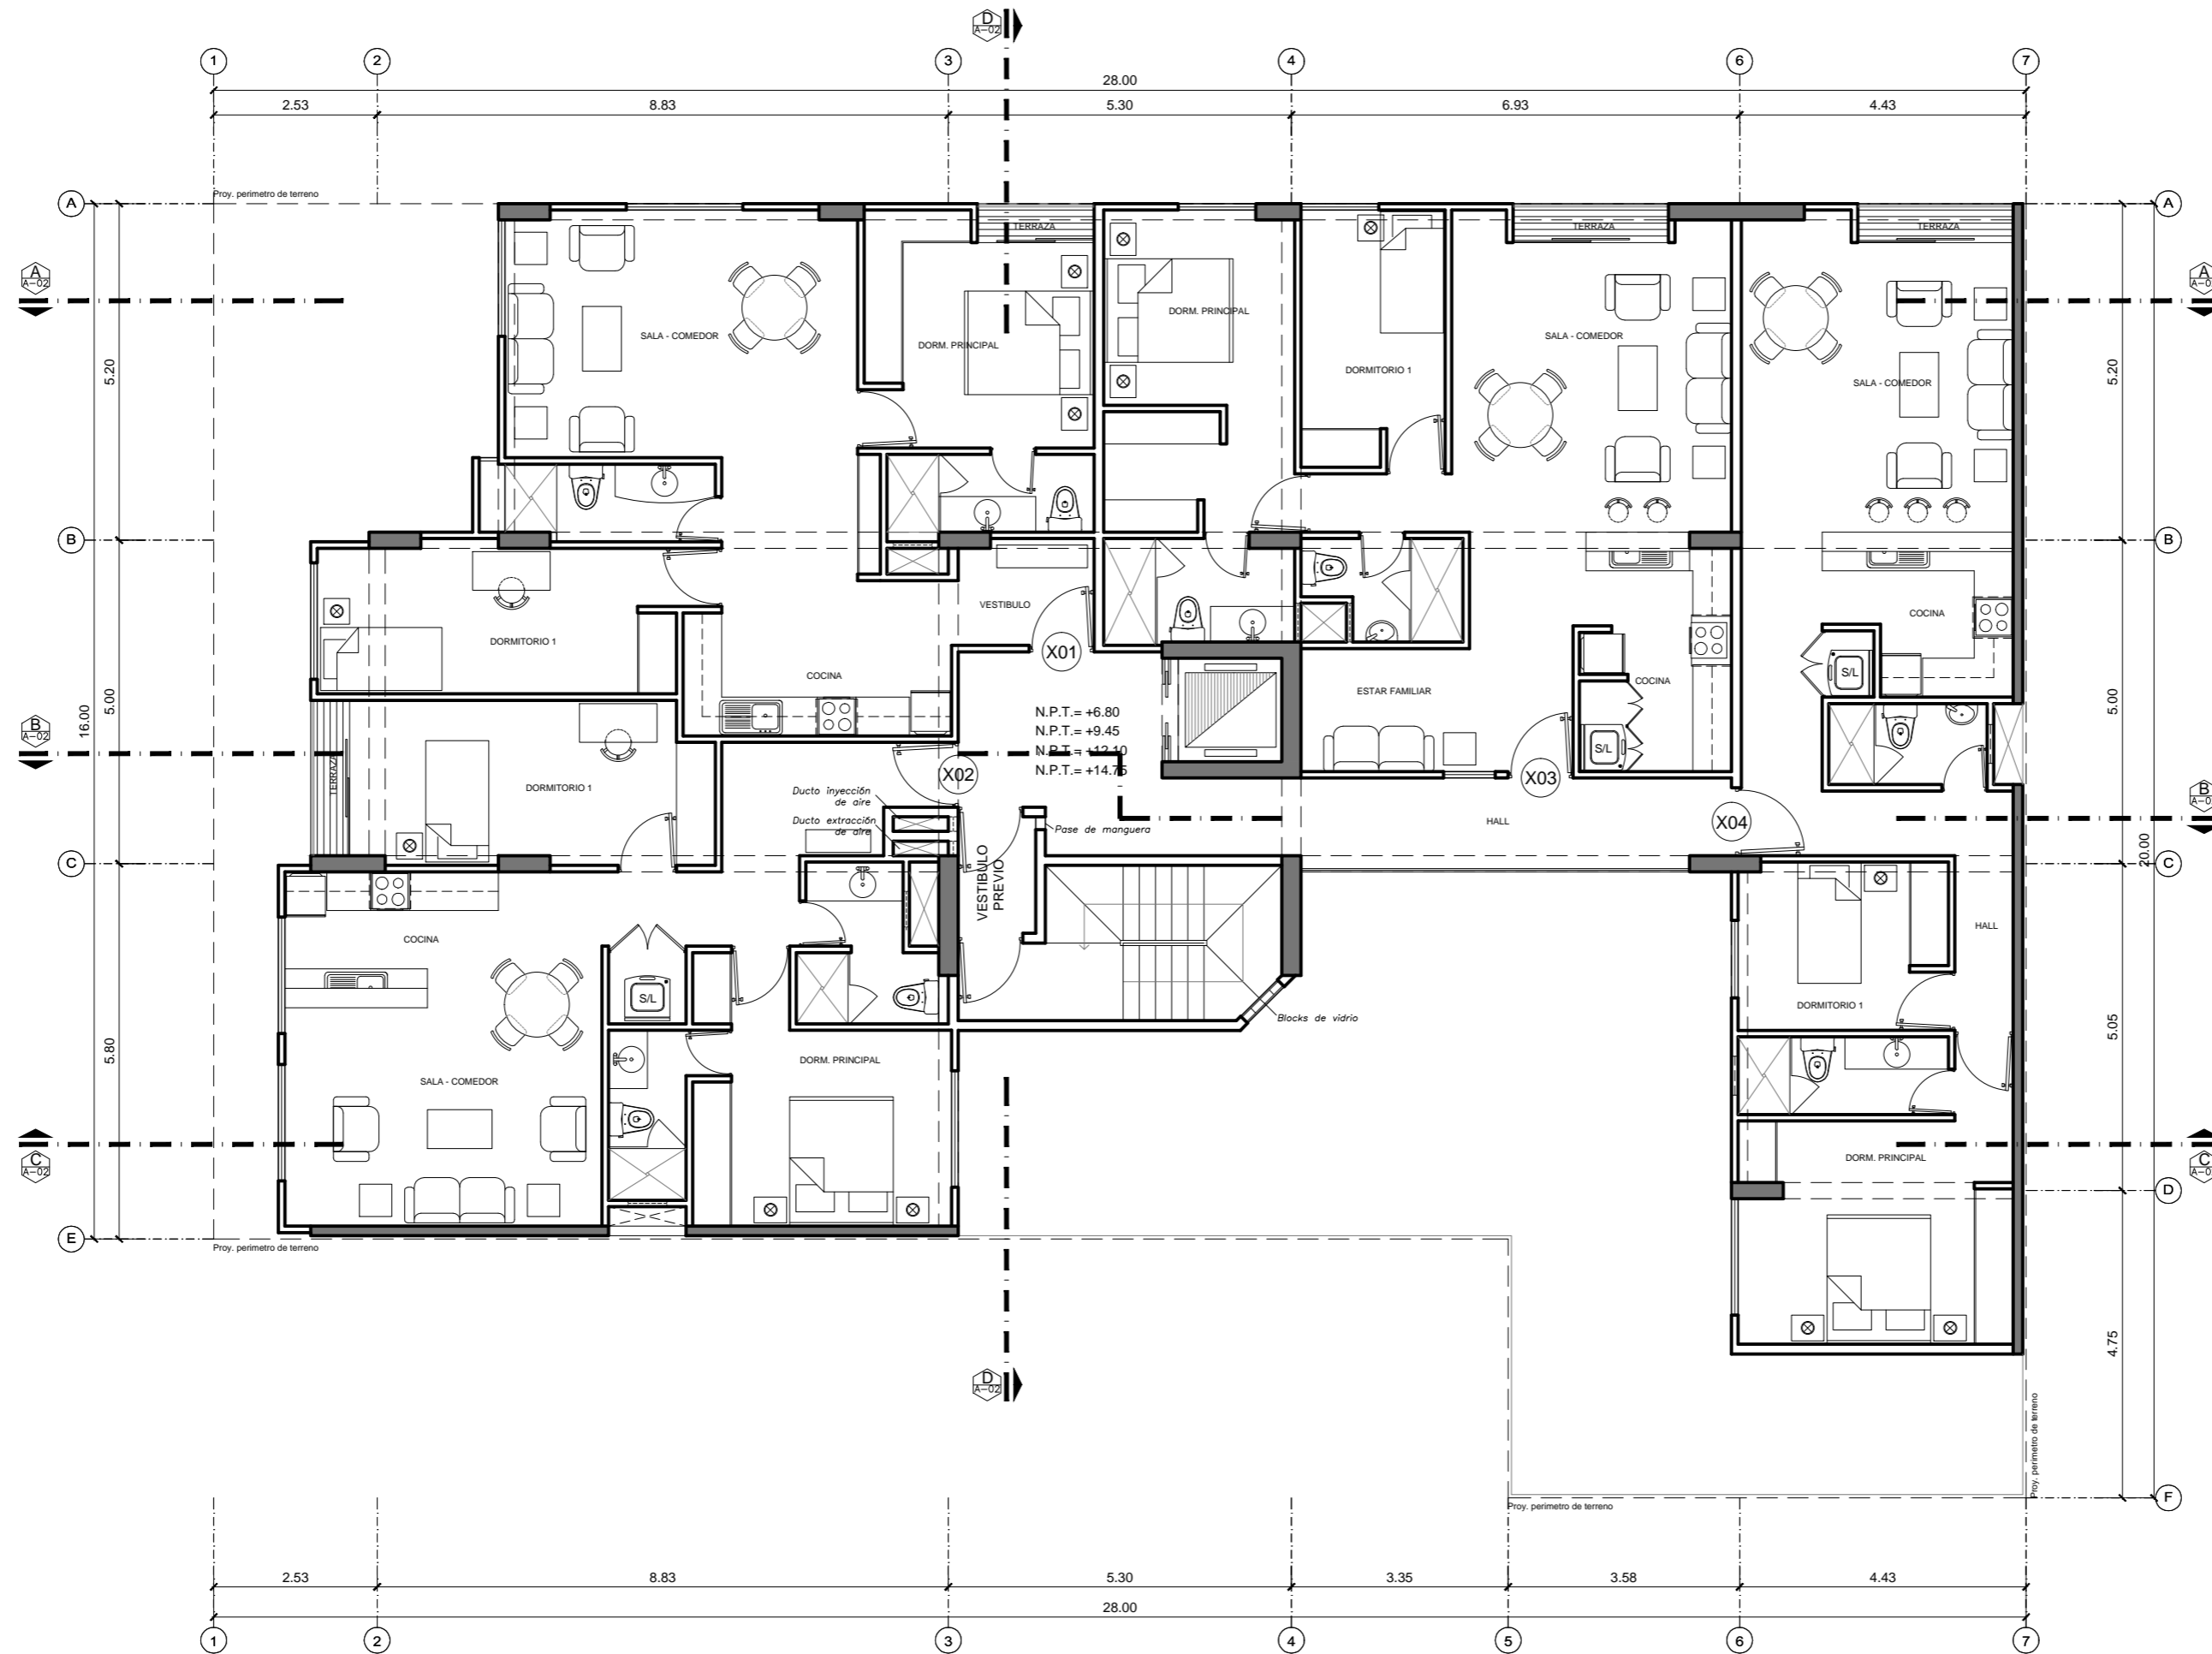 D
A-02
1
2
3
4
6
7
28.00
2.53
8.83
5.30
6.93
4.43
Proy. perimetro de terreno
A
A
TERRAZA
TERRAZA
TERRAZA
A
A-02
A
DORM. PRINCIPAL
SALA - COMEDOR
DORM. PRINCIPAL
SALA - COMEDOR
5.20
5.20
DORMITORIO 1
SALA - COMEDOR
B
B
VESTIBULO
COCINA
DORMITORIO 1
X01
COCINA
COCINA
S/L
ESTAR FAMILIAR
5.00
16.00
5.00
N.P.T.= +6.80
N.P.T.= +9.45
N.P.T.= +12.10
N.P.T.= +14.75
B
A-02
S/L
TERRAZA
DORMITORIO 1
X02
X03
Ducto inyección
de aire
Ducto extracción
de aire
Pase de manguera
HALL
X04
B
20.00
C
C
VESTIBULO
PREVIO
COCINA
HALL
S/L
DORMITORIO 1
Blocks de vidrio
5.80
5.05
DORM. PRINCIPAL
SALA - COMEDOR
C
A-02
DORM. PRINCIPAL
C
D
E
Proy. perimetro de terreno
4.75
D
A-02
Proy. perimetro de terreno
F
Proy. perimetro de terreno
2.53
8.83
5.30
3.35
3.58
4.43
28.00
1
2
3
4
5
6
7